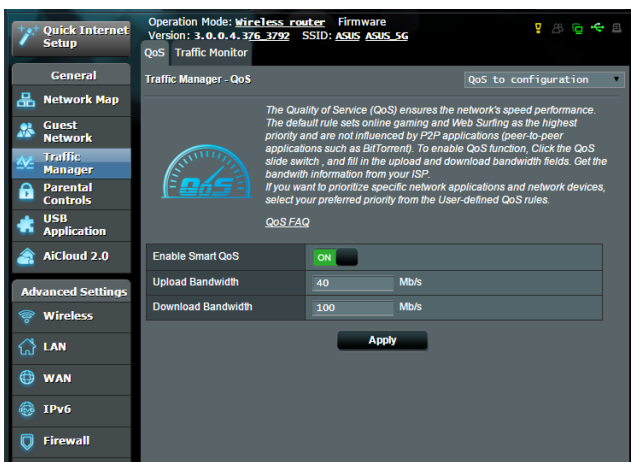 Quick Internet
Setup
General
Network Map
Guest
Network
Traffic
Manager
Parental
Controls
USB
Application
AiCloud 2.0
Advanced Settings
Wireless
LAN
WAN
IPv6
Firewall
Operation Mode: Wireless router Firmware
Version: 3.0.0.4.376_3792 SSID: ASUS ASUS_5G
QoS Traffic Monitor
Traffic Manager - QoS
QoS to configuration
The Quality of Service (QoS) ensures the network's speed performance.
The default rule sets online gaming and Web Surfing as the highest
priority and are not influenced by P2P applications (peer-to-peer
applications such as BitTorrent). To enable QoS function, Click the QoS
slide switch , and fill in the upload and download bandwidth fields. Get the
bandwith information from your ISP.
If you want to prioritize specific network applications and network devices,
select your preferred priority from the User-defined QoS rules.
QoS FAQ
QoS
Enable Smart QoS ON
Upload Bandwidth 40 Mb/s
Download Bandwidth 100 Mb/s
Apply